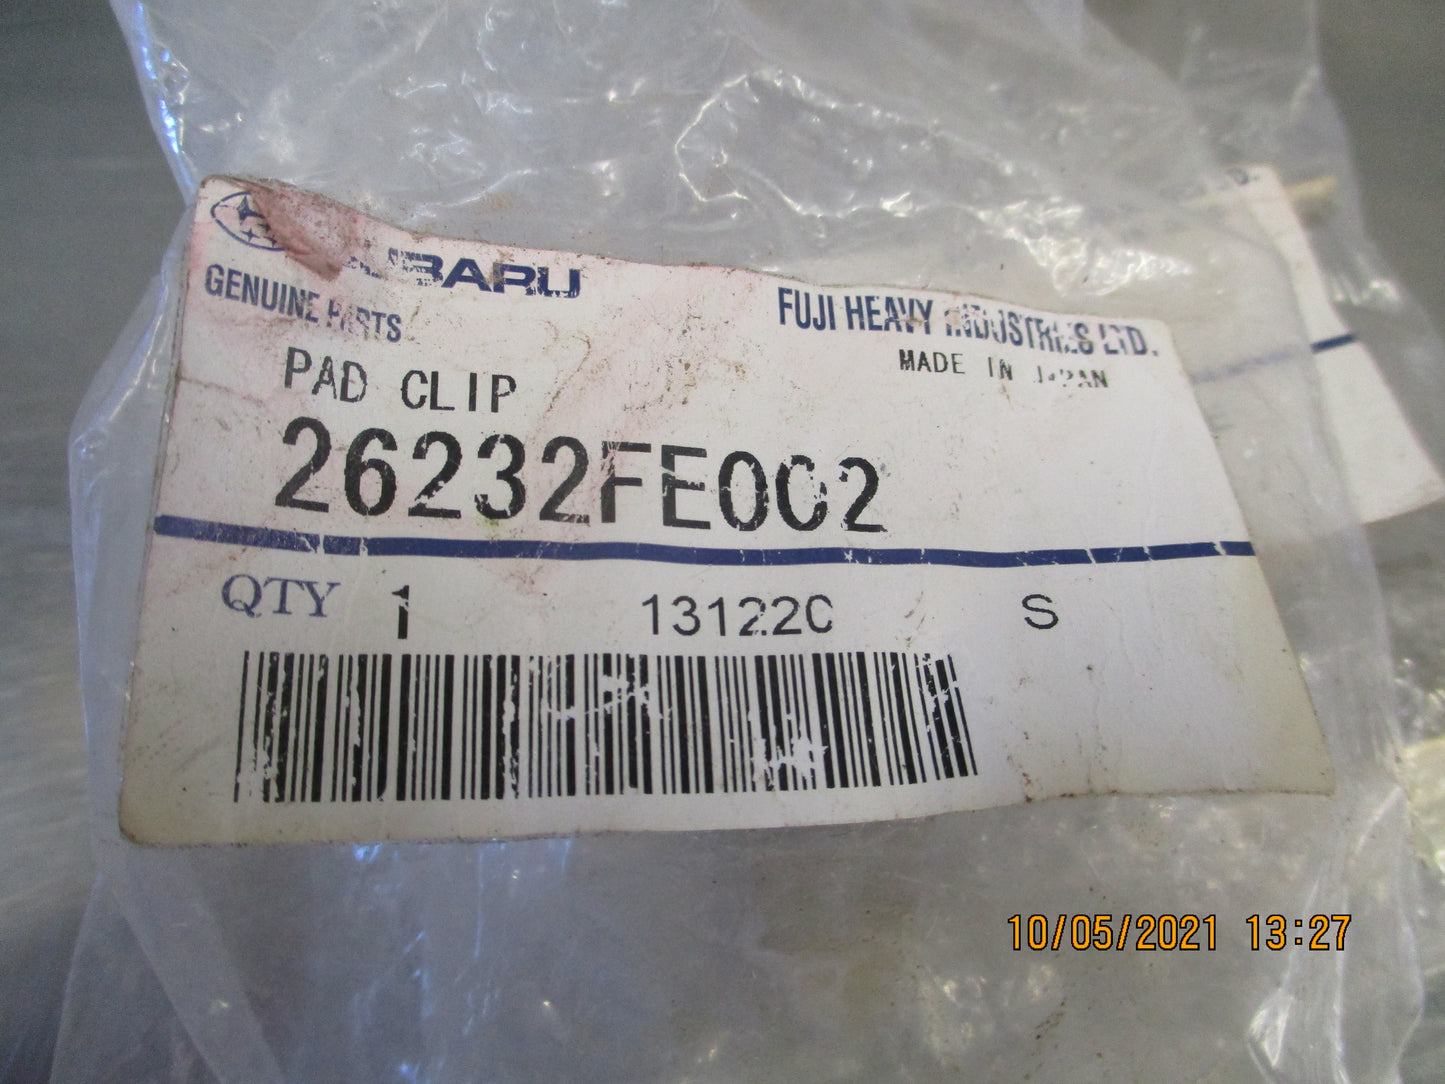 SUBARU
GENUINE PARTS
FUJI HEAVY INDUSTRIES LTD.
MADE IN JAPAN
PAD CLIP
26232FE002
QTY 1 13122C S
10/05/2021 13:27